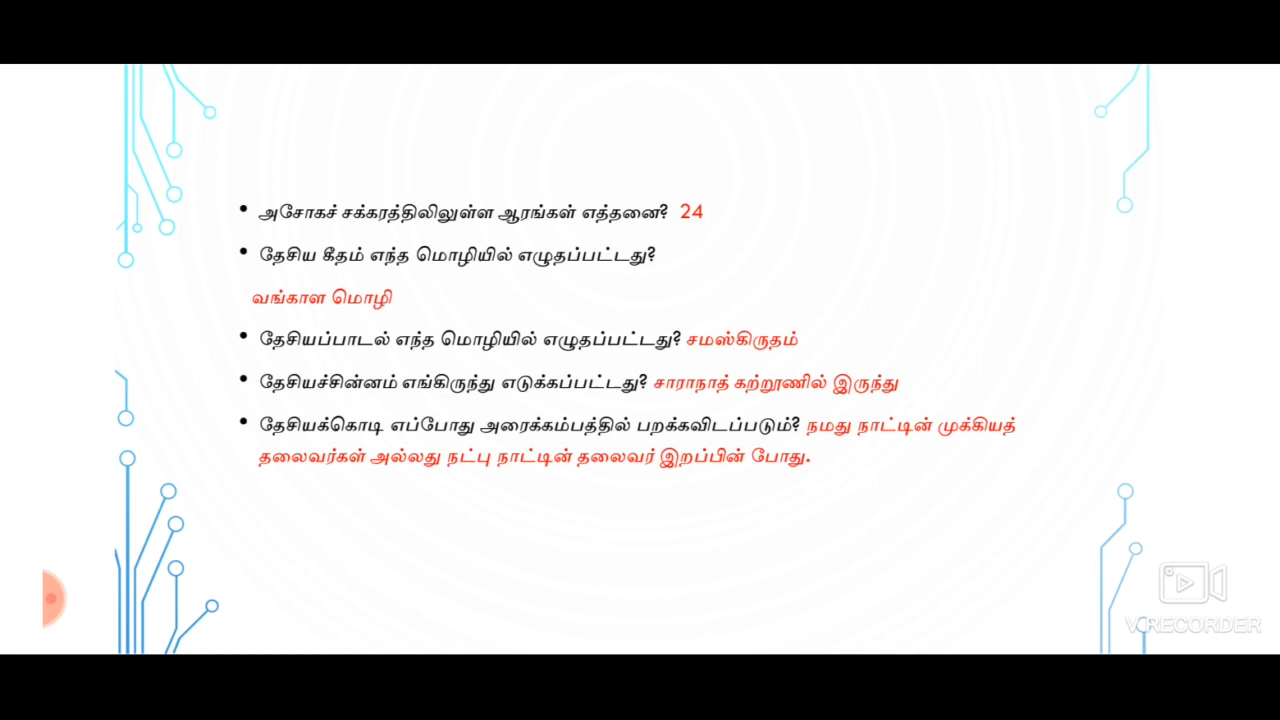 • அசோகச் சக்கரத்திலிலுள்ள ஆரங்கள் எத்தனை? 24
• தேசிய கீதம் எந்த மொழியில் எழுதப்பட்டது?
வங்காள மொழி
• தேசியப்பாடல் எந்த மொழியில் எழுதப்பட்டது? சமஸ்கிருதம்
• தேசியச்சின்னம் எங்கிருந்து எடுக்கப்பட்டது? சாராநாத் கற்றூணில் இருந்து
• தேசியக்கொடி எப்போது அரைக்கம்பத்தில் பறக்கவிடப்படும்? நமது நாட்டின் முக்கியத்
தலைவர்கள் அல்லது நட்பு நாட்டின் தலைவர் இறப்பின் போது.
V RECORDER